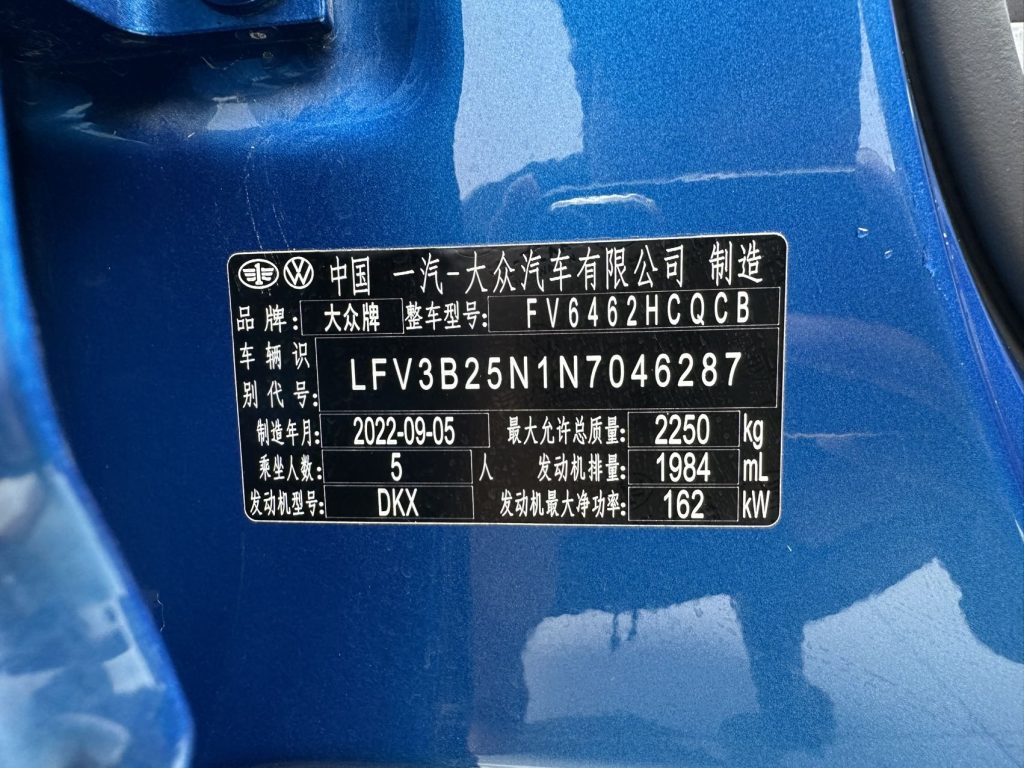 中国 一汽-大众汽车有限公司 制造
品牌: 大众牌 整车型号: FV6462HCQCB
车辆识别代号: LFV3B25N1N7046287
制造年月: 2022-09-05 最大允许总质量: 2250 kg
乘坐人数: 5 人 发动机排量: 1984 mL
发动机型号: DKX 发动机最大净功率: 162 kW